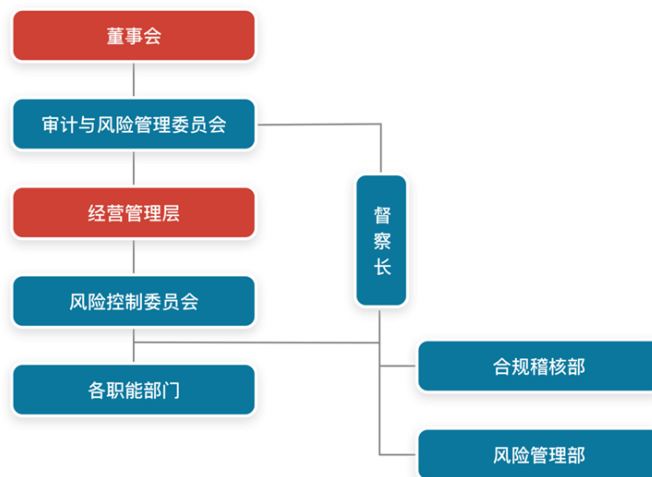 董事会
审计与风险管理委员会
经营管理层
督察长
风险控制委员会
合规稽核部
各职能部门
风险管理部